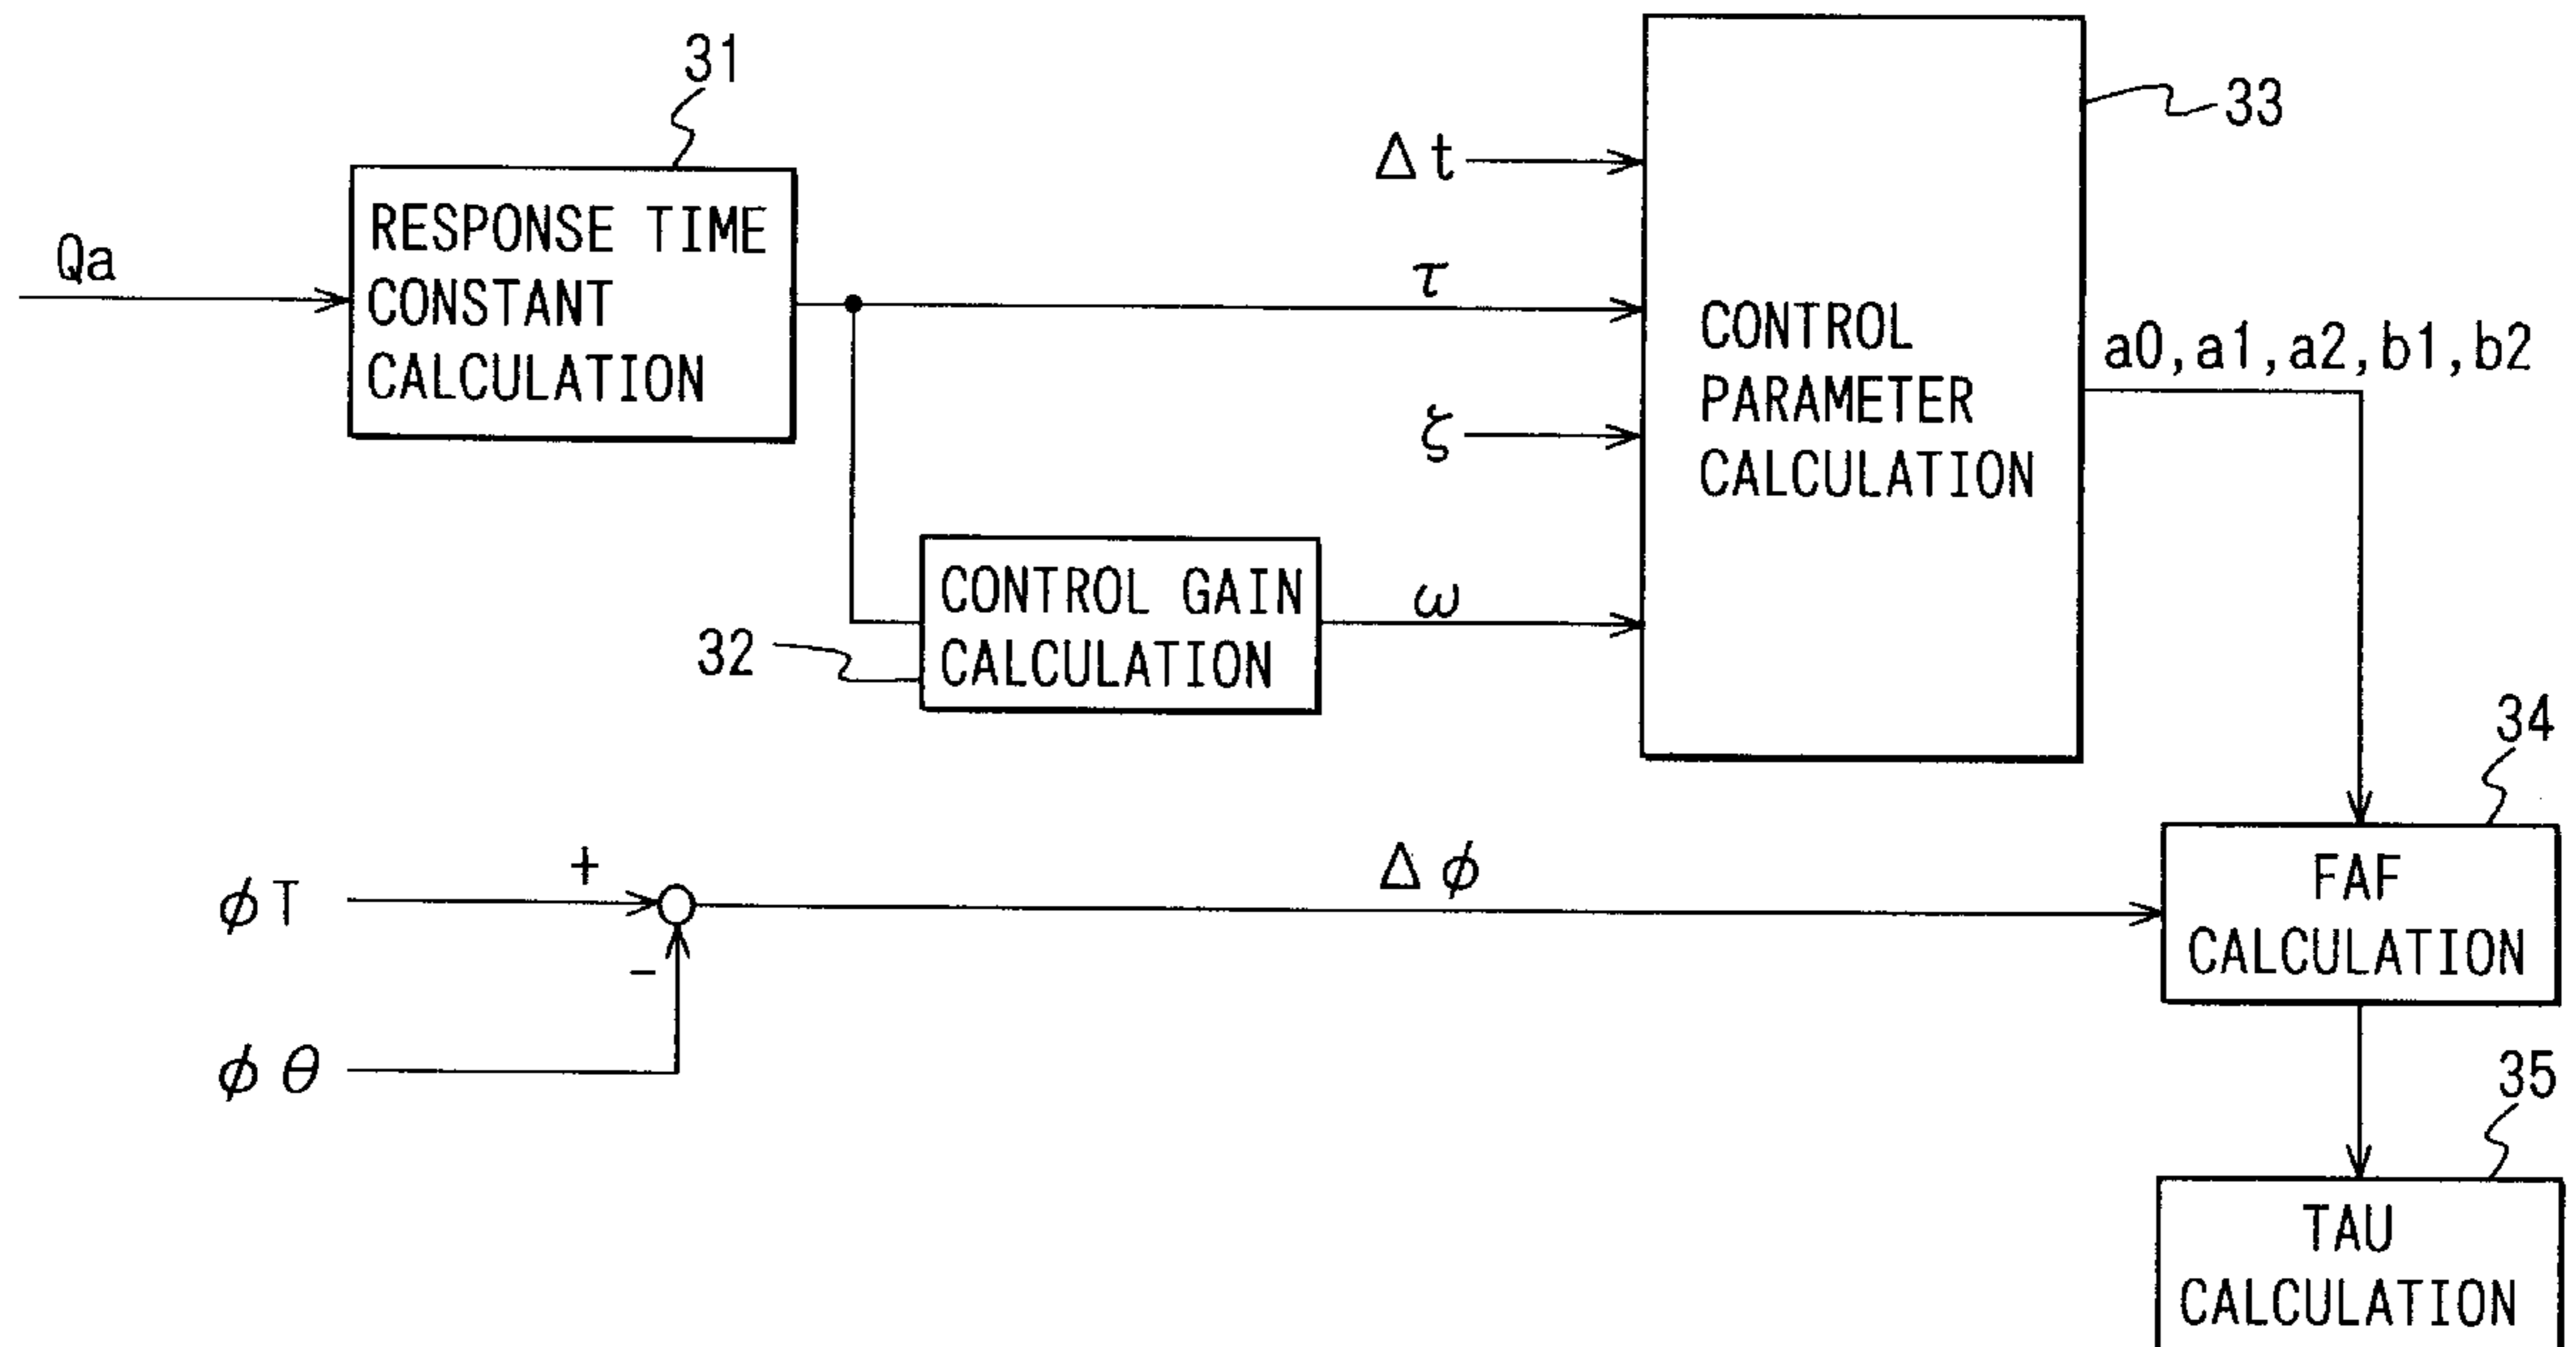 31
Qa
RESPONSE TIME
CONSTANT
CALCULATION
Δt
τ
ζ
ω
32
CONTROL GAIN
CALCULATION
33
CONTROL
PARAMETER
CALCULATION
a0,a1,a2,b1,b2
34
FAF
CALCULATION
φT
+
-
φθ
Δφ
35
TAU
CALCULATION